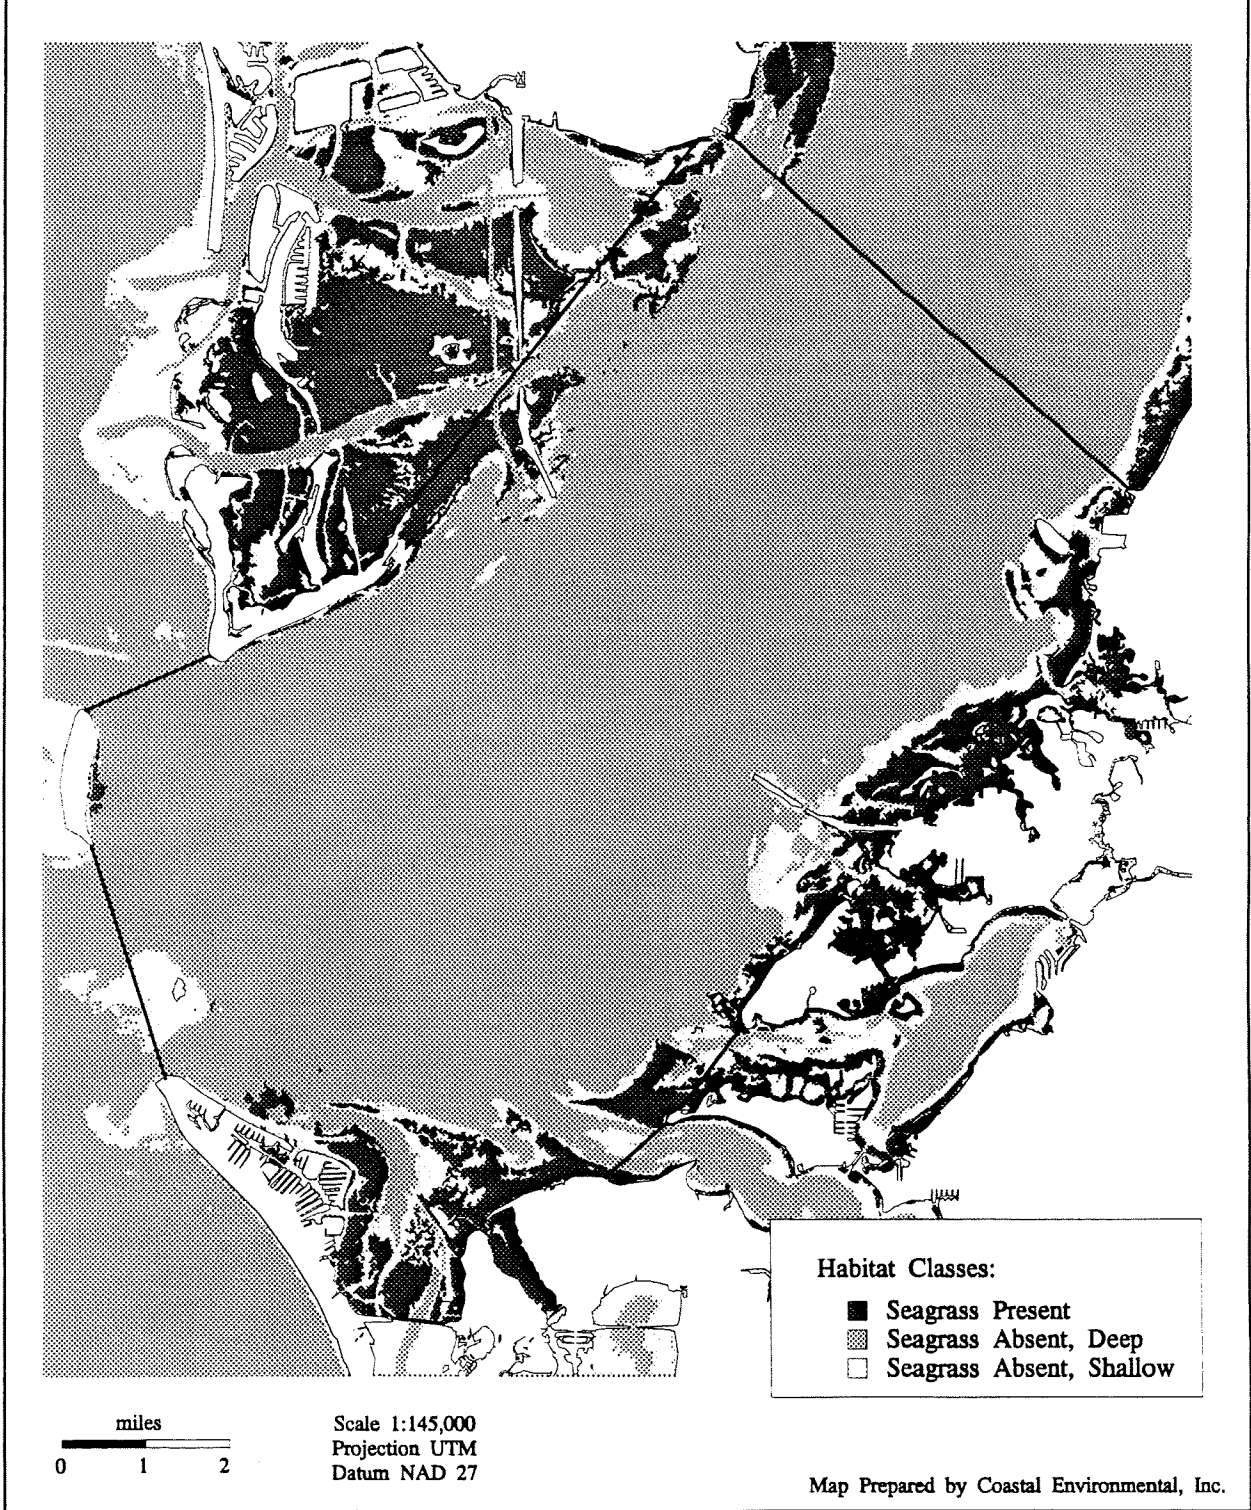 Habitat Classes:
Seagrass Present
Seagrass Absent, Deep
Seagrass Absent, Shallow
miles
0 1 2
Scale 1:145,000
Projection UTM
Datum NAD 27
Map Prepared by Coastal Environmental, Inc.